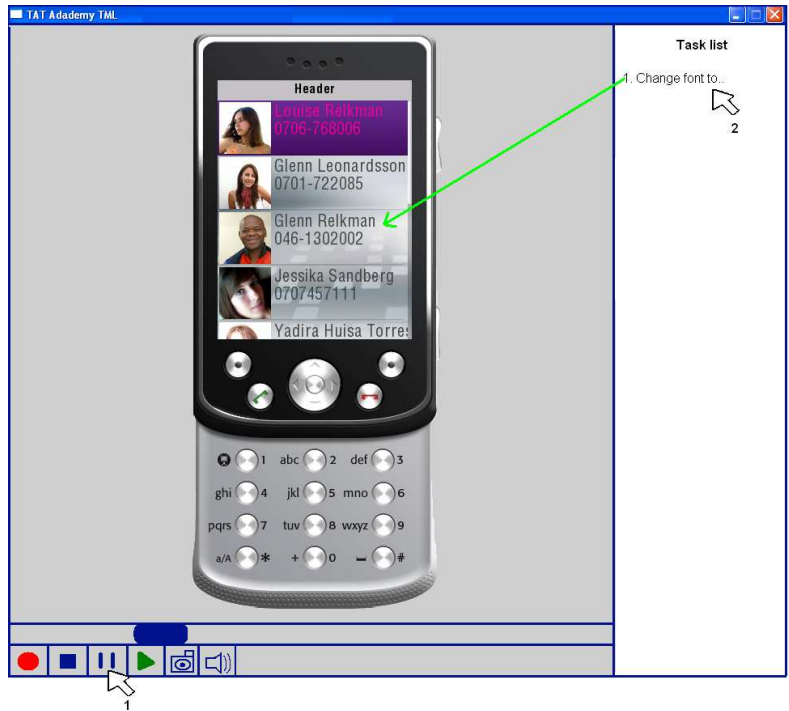 TAT Adademy TML
Task list
1. Change font to..
2
Header
Louise Relkman
0706-768006
Glenn Leonardsson
0701-722085
Glenn Relkman
046-1302002
Jessika Sandberg
0707457111
Yadira Huisa Torres
1 abc 2 def 3
ghi 4 jkl 5 mno 6
pqrs 7 tuv 8 wxyz 9
a/A * + 0 #
1